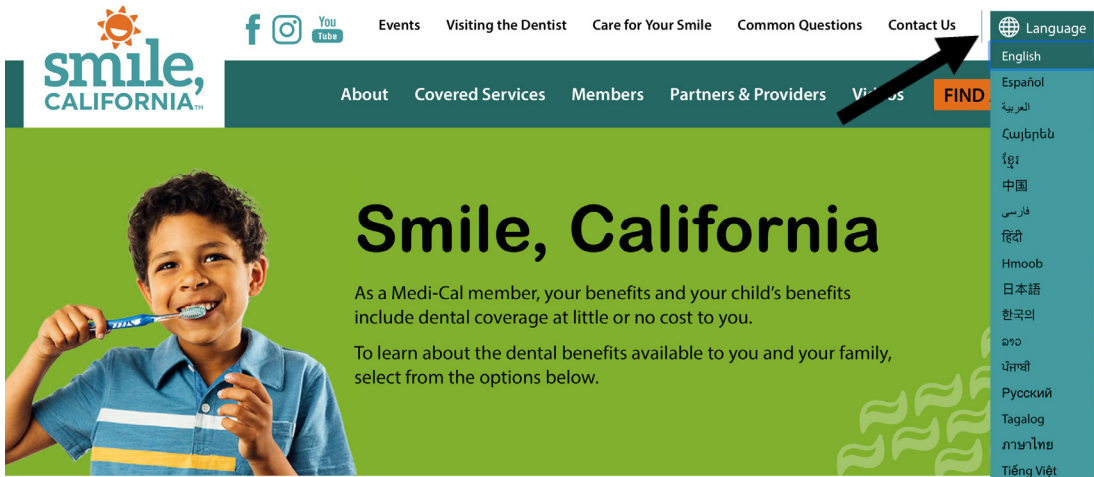 smile,
CALIFORNIA™
You
Tube
Events Visiting the Dentist Care for Your Smile Common Questions Contact Us
Language
About Covered Services Members Partners & Providers
FIND
English
Español
العربية
Հայերեն
ខ្មែរ
中国
فارسی
हिंदी
Hmoob
日本語
한국의
ລາວ
ਪੰਜਾਬੀ
Русский
Tagalog
ภาษาไทย
Tiếng Việt
Smile, California
As a Medi-Cal member, your benefits and your child’s benefits
include dental coverage at little or no cost to you.
To learn about the dental benefits available to you and your family,
select from the options below.